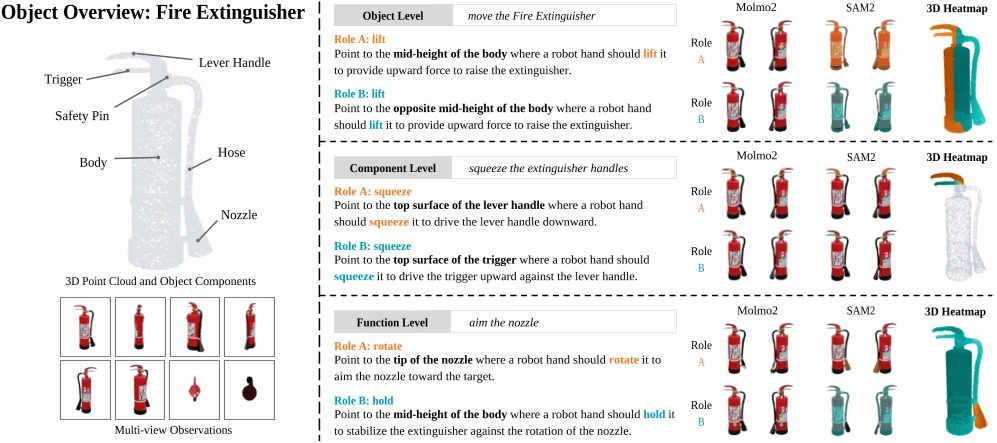 Object Overview: Fire Extinguisher
Lever Handle
Trigger
Safety Pin
Body
Hose
Nozzle
3D Point Cloud and Object Components
Multi-view Observations
Object Level
move the Fire Extinguisher
Role A: lift
Point to the mid-height of the body where a robot hand should lift it
to provide upward force to raise the extinguisher.
Role B: lift
Point to the opposite mid-height of the body where a robot hand
should lift it to provide upward force to raise the extinguisher.
Molmo2
SAM2
3D Heatmap
Role
A
Role
B
Component Level
squeeze the extinguisher handles
Role A: squeeze
Point to the top surface of the lever handle where a robot hand
should squeeze it to drive the lever handle downward.
Role B: squeeze
Point to the top surface of the trigger where a robot hand should
squeeze it to drive the trigger upward against the lever handle.
Molmo2
SAM2
3D Heatmap
Role
A
Role
B
Function Level
aim the nozzle
Role A: rotate
Point to the tip of the nozzle where a robot hand should rotate it to
aim the nozzle toward the target.
Role B: hold
Point to the mid-height of the body where a robot hand should hold it
to stabilize the extinguisher against the rotation of the nozzle.
Molmo2
SAM2
3D Heatmap
Role
A
Role
B